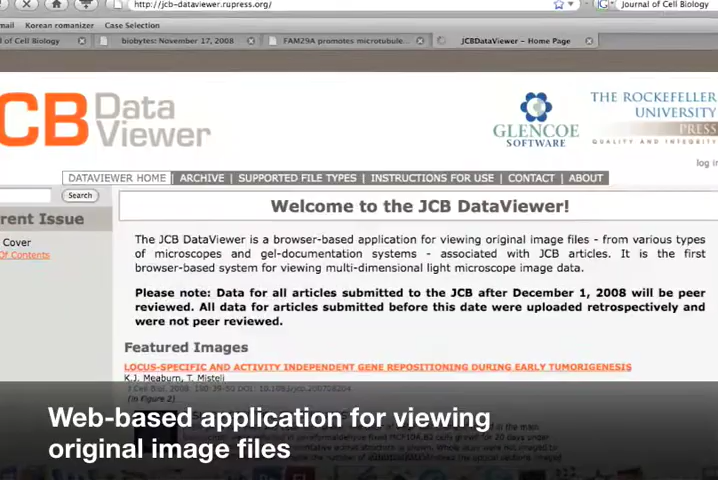 http://jcb-dataviewer.rupress.org/
Journal of Cell Biology
mail Korean romanizer Case Selection
l of Cell Biology
biobytes: November 17, 2008
FAM29A promotes microtubule...
JCBDataViewer – Home Page
CB Data Viewer
GLENCOE
SOFTWARE
THE ROCKEFELLER
UNIVERSITY
PRESS
QUALITY AND INTEGRITY
log in
DATAVIEWER HOME | ARCHIVE | SUPPORTED FILE TYPES | INSTRUCTIONS FOR USE | CONTACT | ABOUT
Search
rent Issue
Cover
Of Contents
Welcome to the JCB DataViewer!
The JCB DataViewer is a browser-based application for viewing original image files - from various types
of microscopes and gel-documentation systems - associated with JCB articles. It is the first
browser-based system for viewing multi-dimensional light microscope image data.
Please note: Data for all articles submitted to the JCB after December 1, 2008 will be peer
reviewed. All data for articles submitted before this date were uploaded retrospectively and
were not peer reviewed.
Featured Images
LOCUS-SPECIFIC AND ACTIVITY INDEPENDENT GENE REPOSITIONING DURING EARLY TUMORIGENESIS
K.J. Meaburn, T. Misteli
(in Figure 2)
Web-based application for viewing
original image files